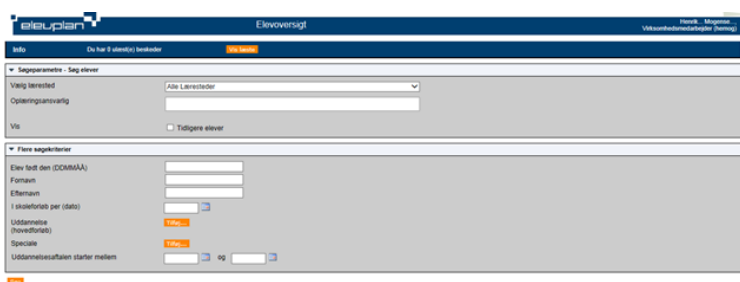 eleuplan
Elevoversigt
Henrik... Mogense...
Virksomhedsmedarbejder (hemog)
Info
Du har 0 ulæst(e) beskeder
Vis læste
Søgeparametre - Søg elever
Vælg lærested
Alle Læresteder
Oplæringsansvarlig
Vis
Tidligere elever
Flere søgekriterier
Elev født den (DDMMÅÅ)
Fornavn
Efternavn
I skoleforløb per (dato)
Uddannelse
(hovedforløb)
Tilføj...
Speciale
Tilføj...
Uddannelsesaftalen starter mellem
og